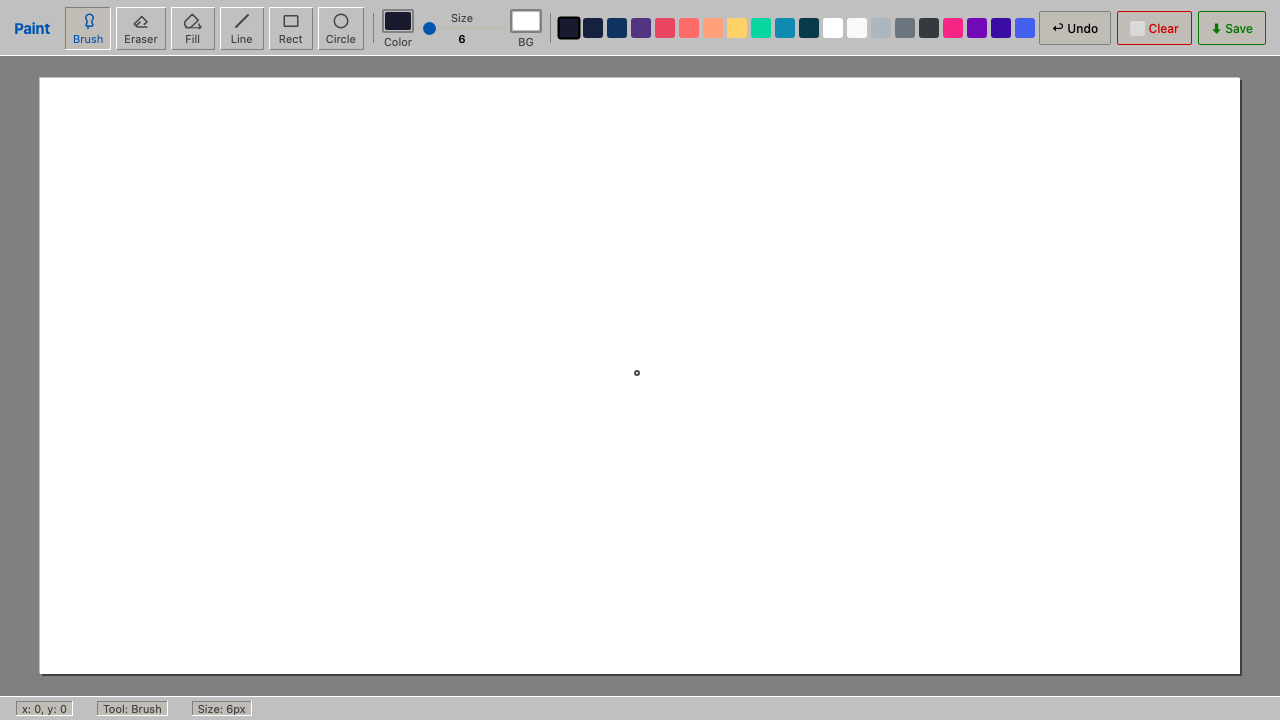 Paint
Brush
Eraser
Fill
Line
Rect
Circle
Color
Size
6
BG
Undo
Clear
Save
x: 0, y: 0
Tool: Brush
Size: 6px